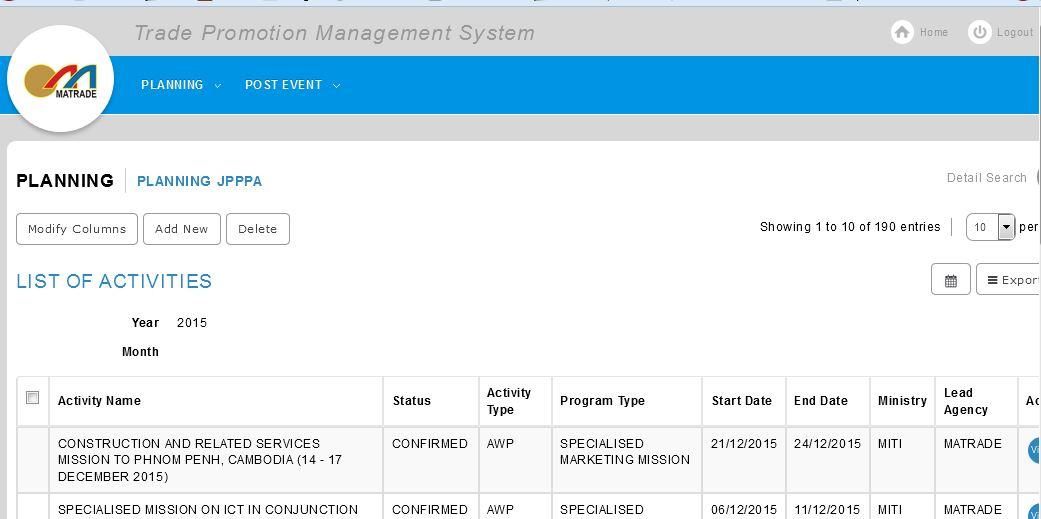 Trade Promotion Management System
Home
Logout
MATRADE
PLANNING
POST EVENT
PLANNING
PLANNING JPPPA
Detail Search
Modify Columns
Add New
Delete
Showing 1 to 10 of 190 entries
10
per
LIST OF ACTIVITIES
Export
Year 2015
Month
Activity Name
Status
Activity
Type
Program Type
Start Date
End Date
Ministry
Lead
Agency
CONSTRUCTION AND RELATED SERVICES
MISSION TO PHNOM PENH, CAMBODIA (14 - 17
DECEMBER 2015)
CONFIRMED
AWP
SPECIALISED
MARKETING MISSION
21/12/2015
24/12/2015
MITI
MATRADE
SPECIALISED MISSION ON ICT IN CONJUNCTION
CONFIRMED
AWP
SPECIALISED
06/12/2015
11/12/2015
MITI
MATRADE